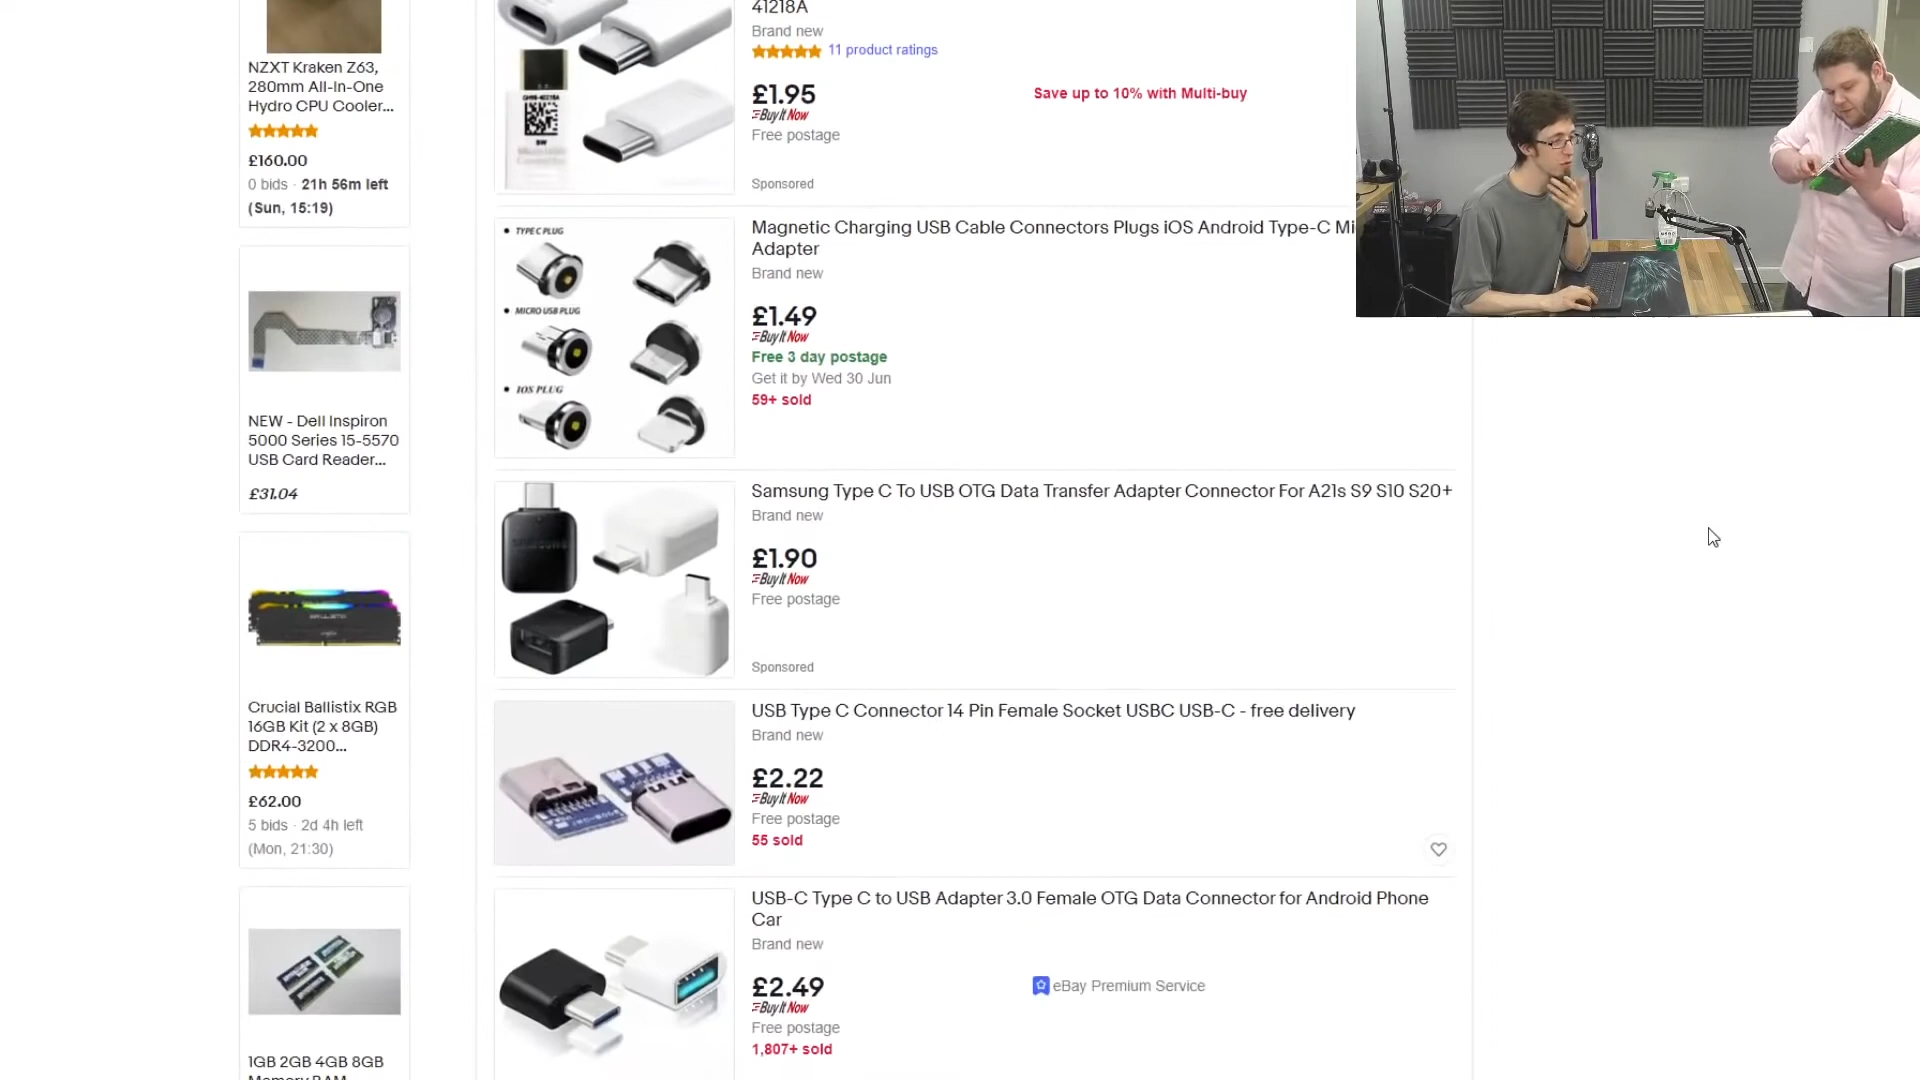 NZXT Kraken Z63,
280mm All-In-One
Hydro CPU Cooler...
£160.00
0 bids · 21h 56m left
(Sun, 15:19)
NEW - Dell Inspiron
5000 Series 15-5570
USB Card Reader...
£31.04
Crucial Ballistix RGB
16GB Kit (2 x 8GB)
DDR4-3200...
£62.00
5 bids · 2d 4h left
(Mon, 21:30)
1GB 2GB 4GB 8GB
Memory RAM
41218A
Brand new
11 product ratings
£1.95
Buy It Now
Free postage
Save up to 10% with Multi-buy
Sponsored
TYPE C PLUG
MICRO USB PLUG
IOS PLUG
Magnetic Charging USB Cable Connectors Plugs iOS Android Type-C Mi
Adapter
Brand new
£1.49
Buy It Now
Free 3 day postage
Get it by Wed 30 Jun
59+ sold
SAMSUNG
Samsung Type C To USB OTG Data Transfer Adapter Connector For A21s S9 S10 S20+
Brand new
£1.90
Buy It Now
Free postage
Sponsored
USB Type C Connector 14 Pin Female Socket USBC USB-C - free delivery
Brand new
£2.22
Buy It Now
Free postage
55 sold
USB-C Type C to USB Adapter 3.0 Female OTG Data Connector for Android Phone
Car
Brand new
£2.49
Buy It Now
Free postage
1,807+ sold
eBay Premium Service